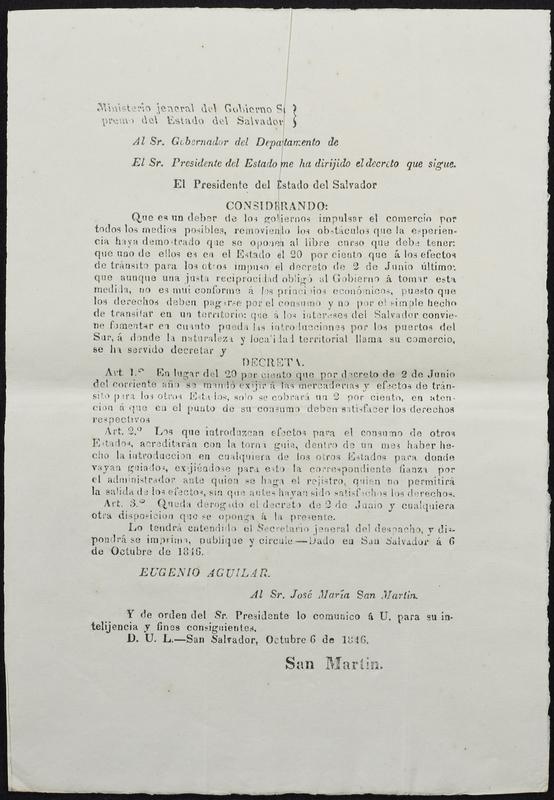 Ministerio jeneral del Gobierno Su
premo del Estado del Salvador }
Al Sr. Gobernador del Departamento de
El Sr. Presidente del Estado me ha dirijido el decreto que sigue.
El Presidente del Estado del Salvador
CONSIDERANDO:
Que es un deber de los gobiernos impulsar el comercio por
todos los medios posibles, removiendo los obstáculos que la esperien-
cia haya demostrado que se oponen al libre curso que debe tener:
que uno de ellos es en el Estado el 20 por ciento que á los efectos
de tránsito para los otros impuso el decreto de 2 de Junio último:
que aunque una justa reciprocidad obligó al Gobierno á tomar esta
medida, no es mui conforme á los principios económicos, puesto que
los derechos deben pagarse por el consumo y no por el simple hecho
de transitar en un territorio: que á los intereses del Salvador convie-
ne fomentar en cuanto pueda las introducciones por los puertos del
Sur, á donde la naturaleza y localidad territorial llama su comercio,
se ha servido decretar y
DECRETA.
Art. 1.º En lugar del 20 por ciento que por decreto de 2 de Junio
del corriente año se mandó exijir á las mercaderias y efectos de trán-
sito para los otros Estados, solo se cobrará un 2 por ciento, en aten-
cion á que en el punto de su consumo deben satisfacer los derechos
respectivos
Art. 2.º Los que introduzcan efectos para el consumo de otros
Estados, acreditarán con la torna guia, dentro de un mes haber he-
cho la introduccion en cualquiera de los otros Estados para donde
vayan guiados, exijiéndose para esto la correspondiente fianza por
el administrador ante quien se haga el rejistro, quien no permitirá
la salida de los efectos, sin que antes hayan sido satisfechos los derechos.
Art. 3.º Queda derogado el decreto de 2 de Junio y cualquiera
otra disposicion que se oponga á la presente.
Lo tendrá entendido el Secretario jeneral del despacho, y dis-
pondrá se imprima, publique y circule—Dado en San Salvador á 6
de Octubre de 1846.
EUGENIO AGUILAR.
Al Sr. José María San Martin.
Y de orden del Sr. Presidente lo comunico á U. para su in-
telijencia y fines consiguientes.
D. U. L.—San Salvador, Octubre 6 de 1846.
San Martin.